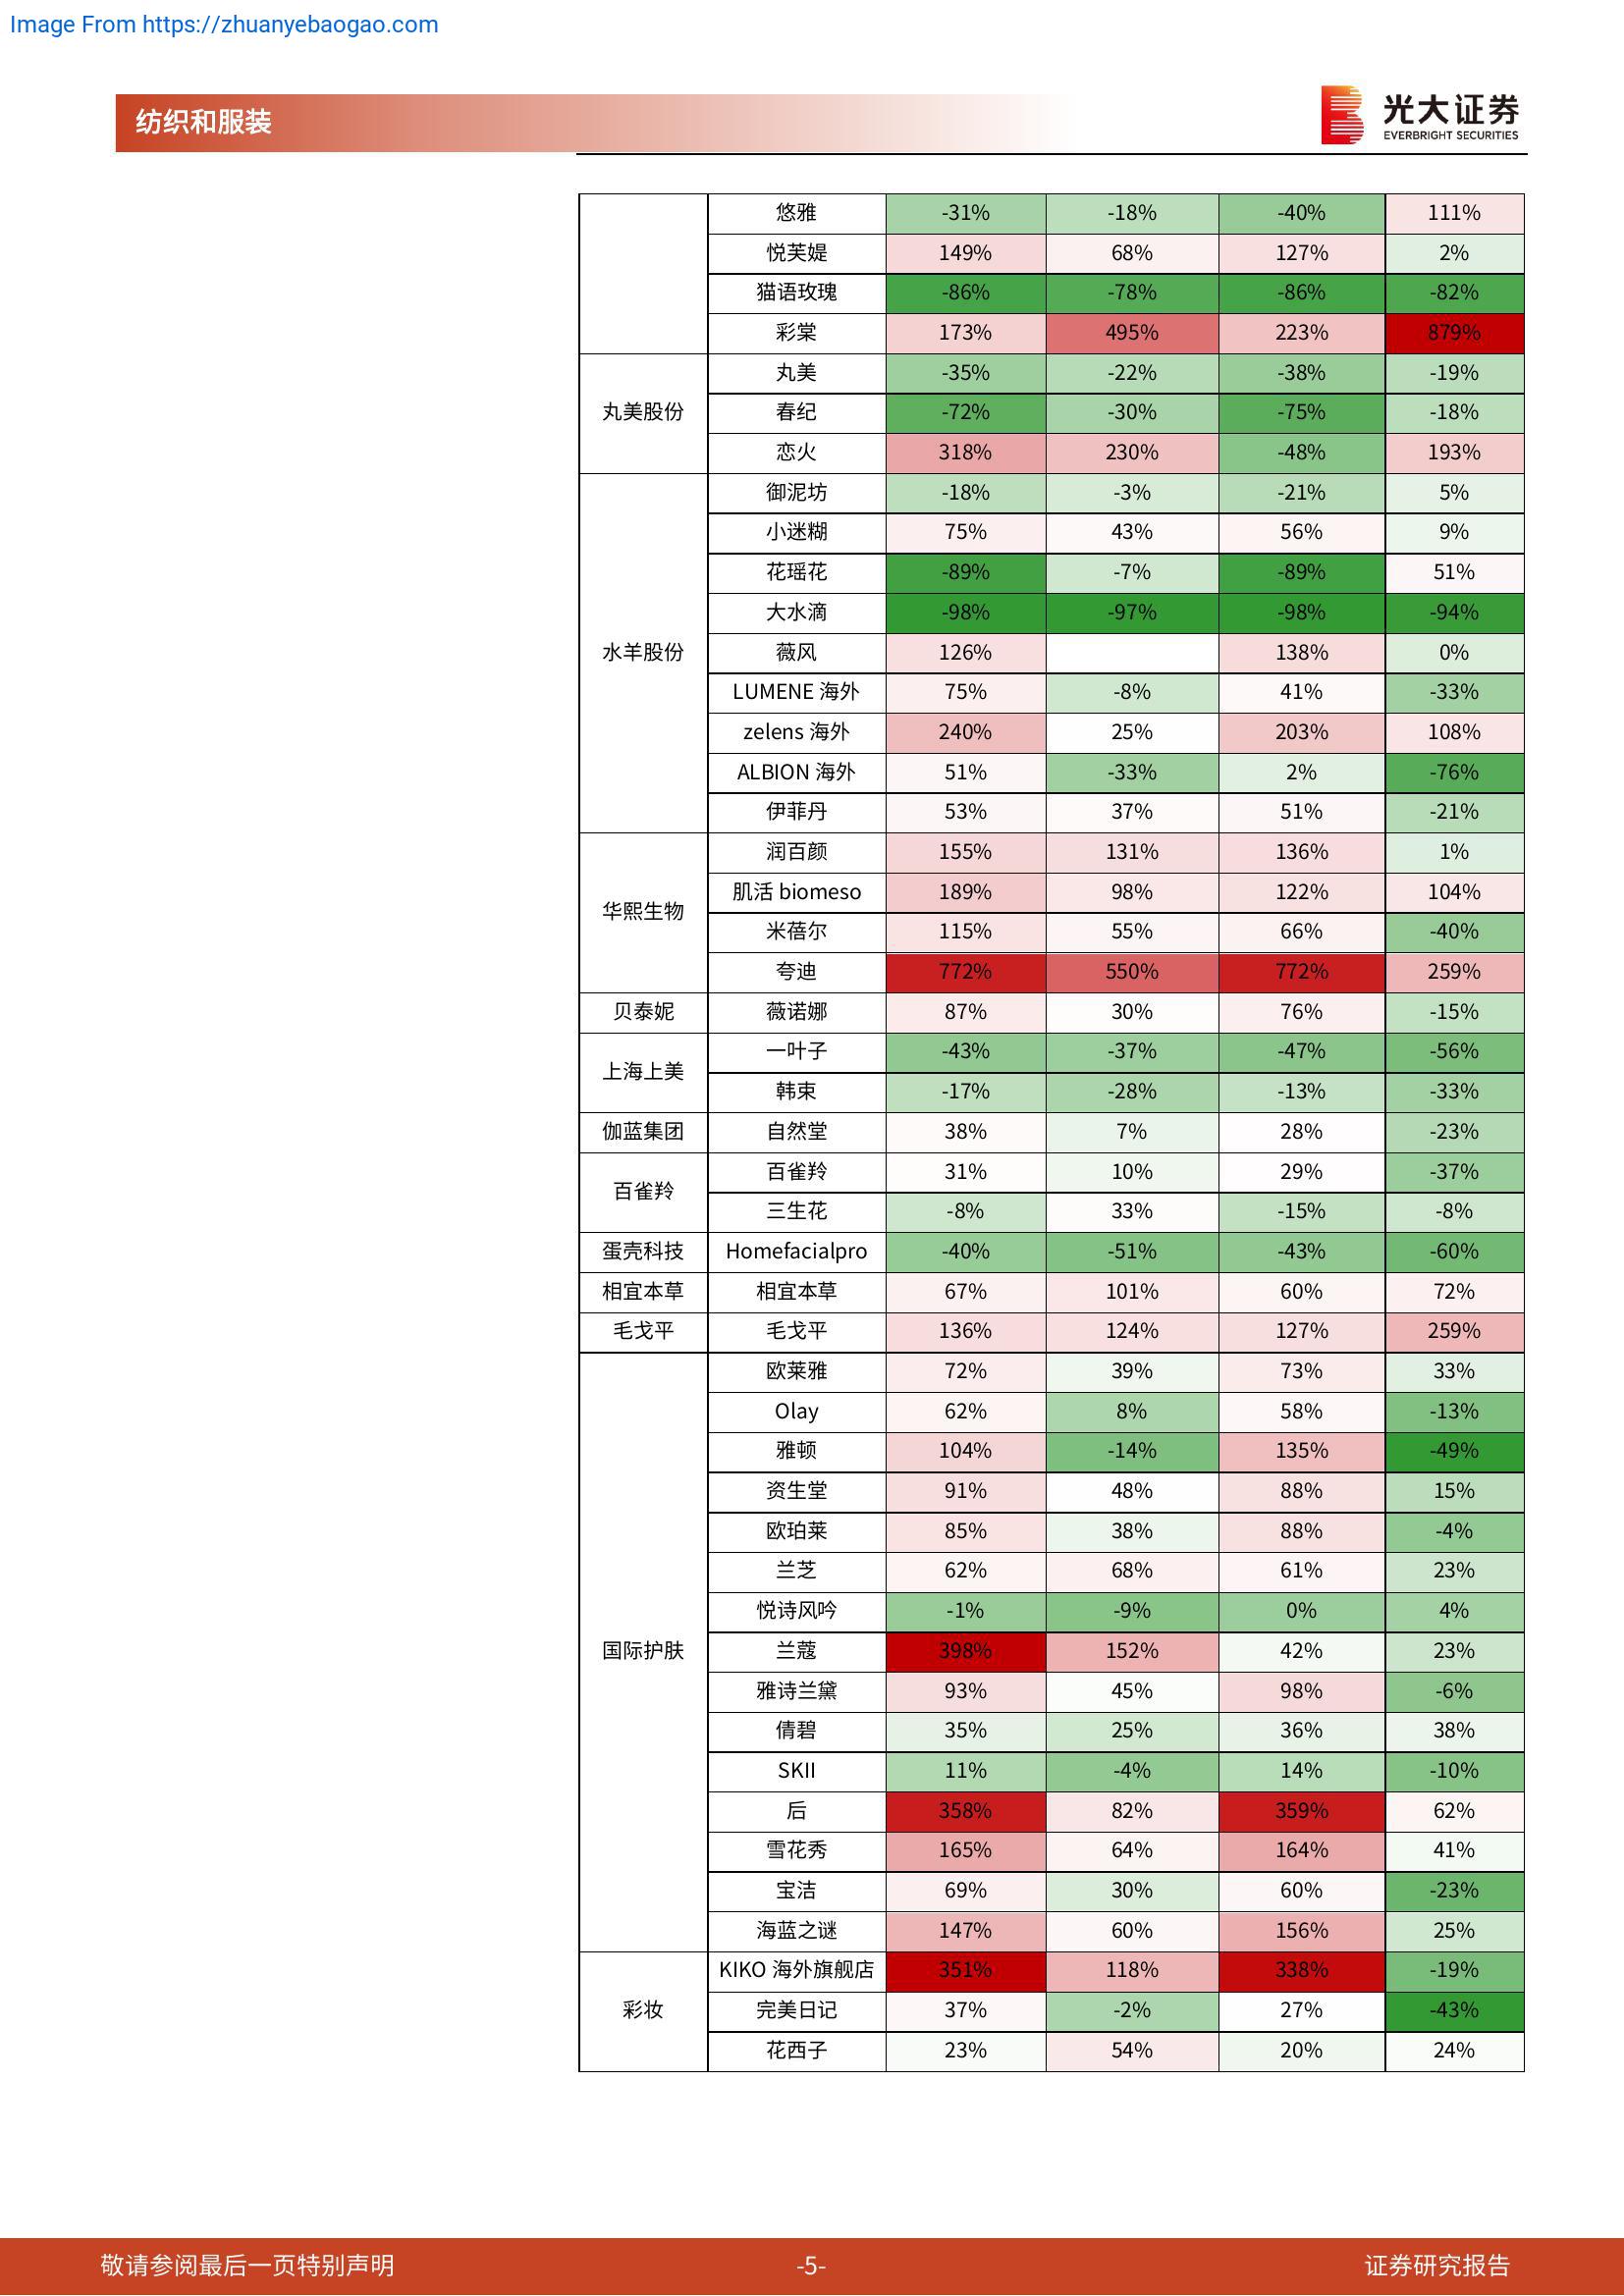 Image From https://zhuanyebaogao.com
纺织和服装
光大证券
EVERBRIGHT SECURITIES
悠雅 -31% -18% -40% 111%
悦芙媞 149% 68% 127% 2%
猫语玫瑰 -86% -78% -86% -82%
彩棠 173% 495% 223% 879%
丸美股份
丸美 -35% -22% -38% -19%
春纪 -72% -30% -75% -18%
恋火 318% 230% -48% 193%
水羊股份
御泥坊 -18% -3% -21% 5%
小迷糊 75% 43% 56% 9%
花瑶花 -89% -7% -89% 51%
大水滴 -98% -97% -98% -94%
薇风 126% 138% 0%
LUMENE 海外 75% -8% 41% -33%
zelens 海外 240% 25% 203% 108%
ALBION 海外 51% -33% 2% -76%
伊菲丹 53% 37% 51% -21%
华熙生物
润百颜 155% 131% 136% 1%
肌活 biomeso 189% 98% 122% 104%
米蓓尔 115% 55% 66% -40%
夸迪 772% 550% 772% 259%
贝泰妮 薇诺娜 87% 30% 76% -15%
上海上美
一叶子 -43% -37% -47% -56%
韩束 -17% -28% -13% -33%
伽蓝集团 自然堂 38% 7% 28% -23%
百雀羚
百雀羚 31% 10% 29% -37%
三生花 -8% 33% -15% -8%
蛋壳科技 Homefacialpro -40% -51% -43% -60%
相宜本草 相宜本草 67% 101% 60% 72%
毛戈平 毛戈平 136% 124% 127% 259%
国际护肤
欧莱雅 72% 39% 73% 33%
Olay 62% 8% 58% -13%
雅顿 104% -14% 135% -49%
资生堂 91% 48% 88% 15%
欧珀莱 85% 38% 88% -4%
兰芝 62% 68% 61% 23%
悦诗风吟 -1% -9% 0% 4%
兰蔻 398% 152% 42% 23%
雅诗兰黛 93% 45% 98% -6%
倩碧 35% 25% 36% 38%
SKII 11% -4% 14% -10%
后 358% 82% 359% 62%
雪花秀 165% 64% 164% 41%
宝洁 69% 30% 60% -23%
海蓝之谜 147% 60% 156% 25%
彩妆
KIKO 海外旗舰店 351% 118% 338% -19%
完美日记 37% -2% 27% -43%
花西子 23% 54% 20% 24%
敬请参阅最后一页特别声明 -5- 证券研究报告